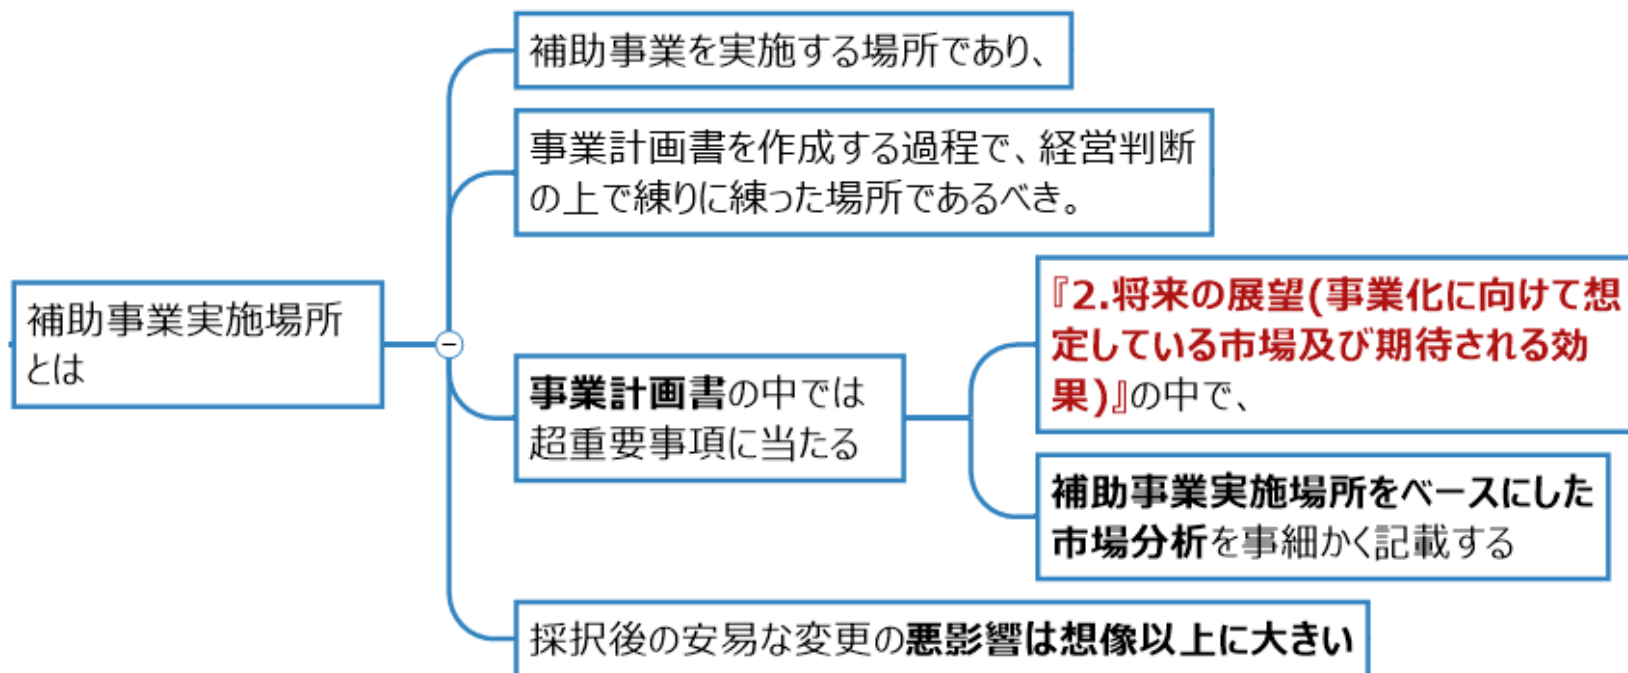 補助事業を実施する場所であり、
事業計画書を作成する過程で、経営判断
の上で練りに練った場所であるべき。
補助事業実施場所
とは
事業計画書の中では
超重要事項に当たる
『2.将来の展望(事業化に向けて想
定している市場及び期待される効
果)』の中で、
補助事業実施場所をベースにした
市場分析を事細かく記載する
採択後の安易な変更の悪影響は想像以上に大きい